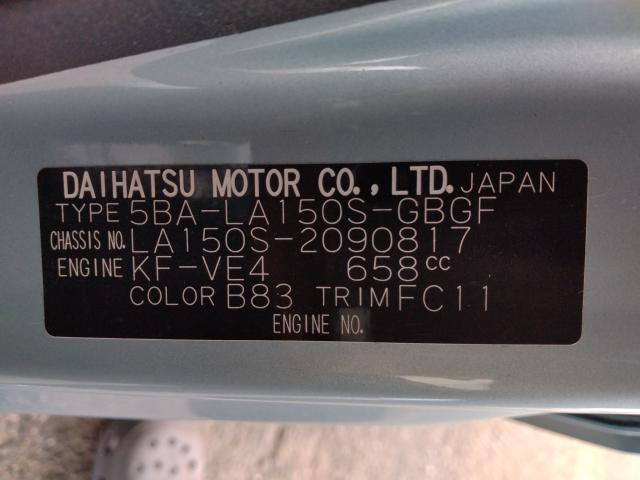 DAIHATSU MOTOR CO., LTD. JAPAN
TYPE 5BA-LA150S-GBGF
CHASSIS NO. LA150S-2090817
ENGINE KF-VE4 658cc
COLOR B83 TRIM FC11
ENGINE NO.